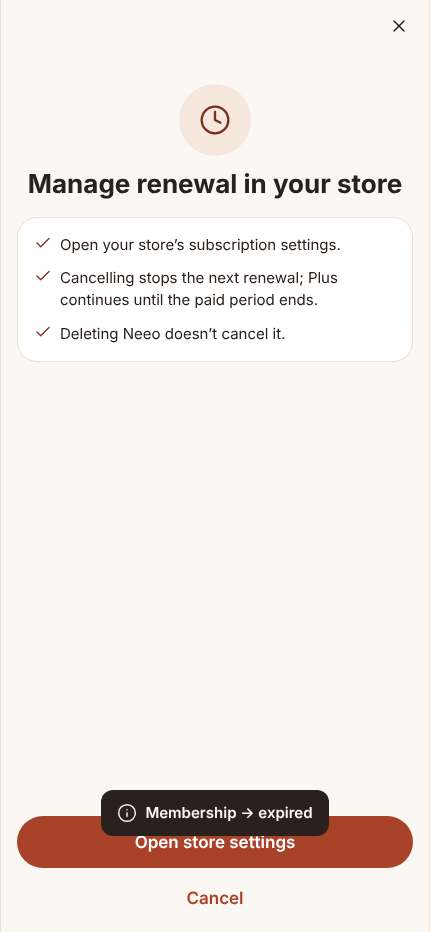 Manage renewal in your store
Open your store’s subscription settings.
Cancelling stops the next renewal; Plus
continues until the paid period ends.
Deleting Neeo doesn’t cancel it.
Membership → expired
Open store settings
Cancel